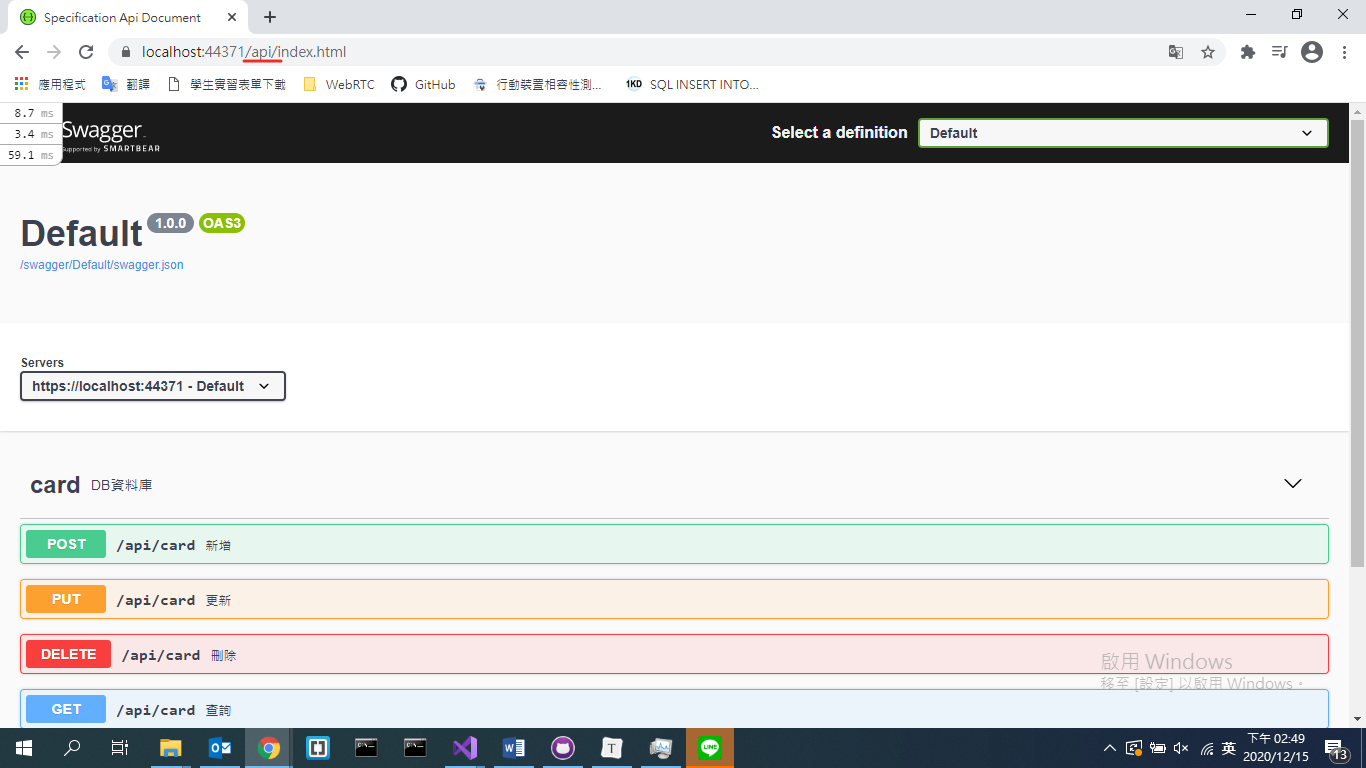 Specification Api Document
localhost:44371/api/index.html
應用程式
翻譯
學生實習表單下載
WebRTC
GitHub
行動裝置相容性測...
1KD SQL INSERT INTO...
8.7 ms
3.4 ms
59.1 ms
Swagger
Supported by SMARTBEAR
Select a definition
Default
Default 1.0.0 OAS3
/swagger/Default/swagger.json
Servers
https://localhost:44371 - Default
card DB資料庫
POST /api/card 新增
PUT /api/card 更新
DELETE /api/card 刪除
GET /api/card 查詢
啟用 Windows
移至 [設定] 以啟用 Windows。
英
下午 02:49
2020/12/15
13